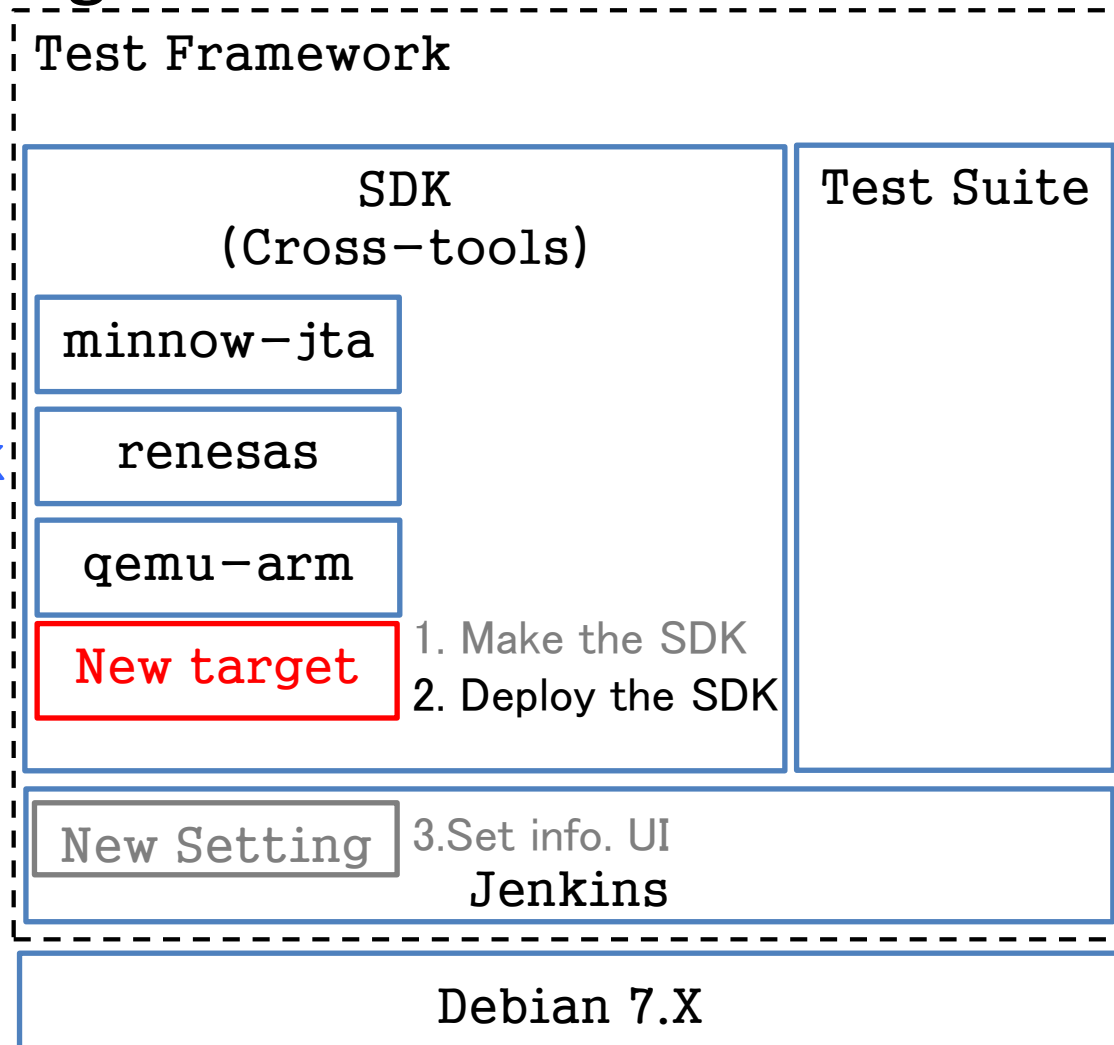 Test Framework
SDK
(Cross-tools)
Test Suite
minnow-jta
renesas
qemu-arm
New target
1. Make the SDK
2. Deploy the SDK
New Setting
3.Set info. UI
Jenkins
Debian 7.X